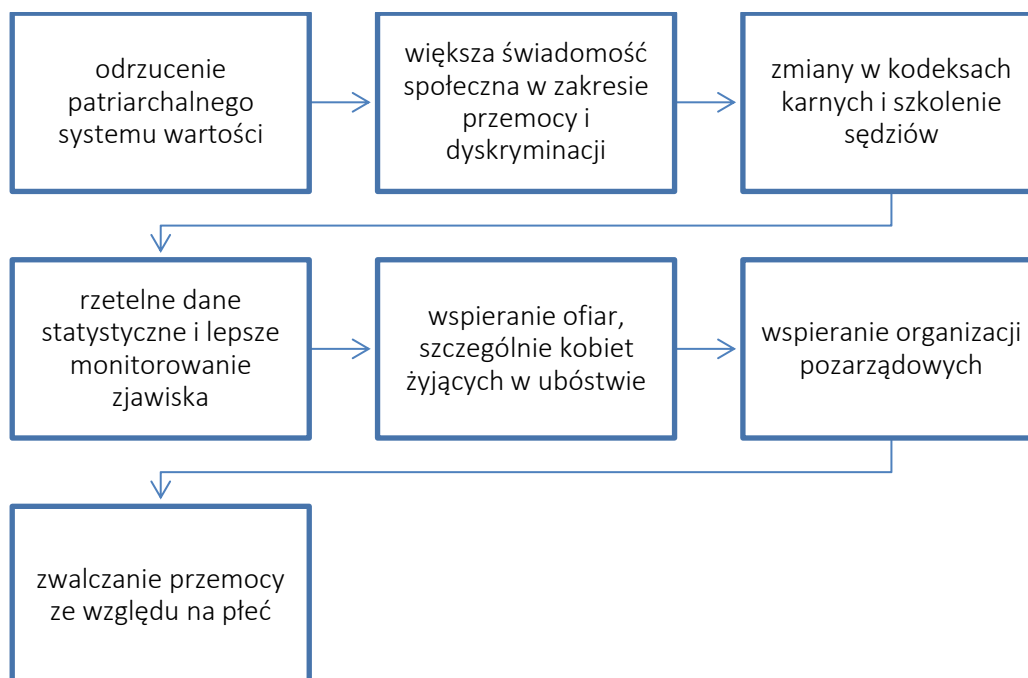 odrzucenie
patriarchalnego
systemu wartości
większa świadomość
społeczna w zakresie
przemocy i
dyskryminacji
zmiany w kodeksach
karnych i szkolenie
sędziów
rzetelne dane
statystyczne i lepsze
monitorowanie
zjawiska
wspieranie ofiar,
szczególnie kobiet
żyjących w ubóstwie
wspieranie organizacji
pozarządowych
zwalczanie przemocy
ze względu na płeć